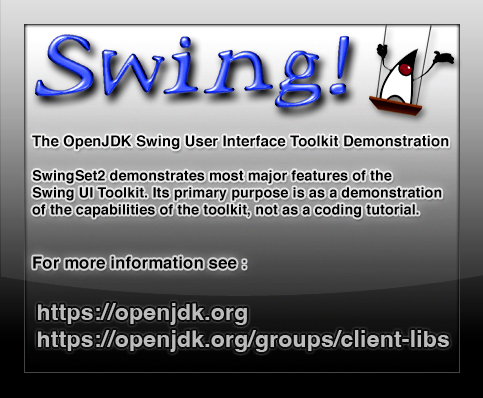 Swing!
The OpenJDK Swing User Interface Toolkit Demonstration
SwingSet2 demonstrates most major features of the
Swing UI Toolkit. Its primary purpose is as a demonstration
of the capabilities of the toolkit, not as a coding tutorial.
For more information see :
https://openjdk.org
https://openjdk.org/groups/client-libs